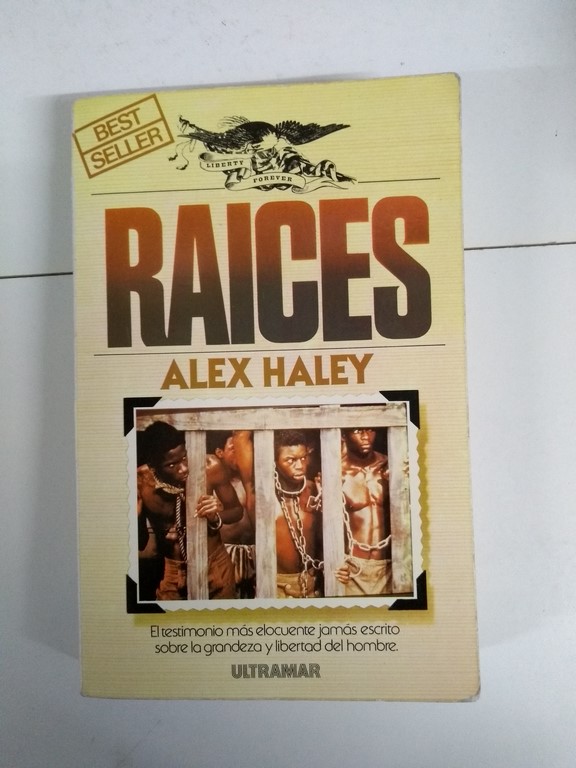 BEST
SELLER
LIBERTY
FOREVER
RAICES
ALEX HALEY
El testimonio más elocuente jamás escrito
sobre la grandeza y libertad del hombre.
ULTRAMAR